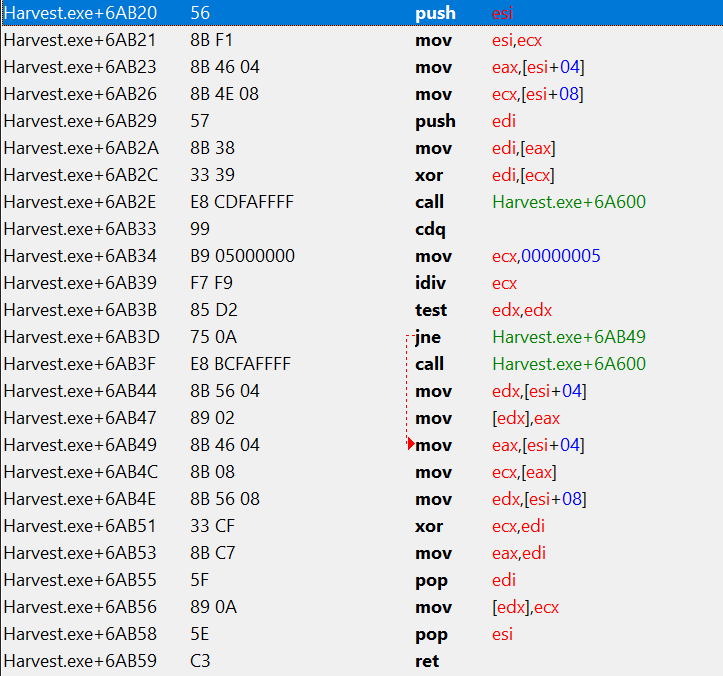 Harvest.exe+6AB20 56 push esi
Harvest.exe+6AB21 8B F1 mov esi,ecx
Harvest.exe+6AB23 8B 46 04 mov eax,[esi+04]
Harvest.exe+6AB26 8B 4E 08 mov ecx,[esi+08]
Harvest.exe+6AB29 57 push edi
Harvest.exe+6AB2A 8B 38 mov edi,[eax]
Harvest.exe+6AB2C 33 39 xor edi,[ecx]
Harvest.exe+6AB2E E8 CDFAFFFF call Harvest.exe+6A600
Harvest.exe+6AB33 99 cdq
Harvest.exe+6AB34 B9 05000000 mov ecx,00000005
Harvest.exe+6AB39 F7 F9 idiv ecx
Harvest.exe+6AB3B 85 D2 test edx,edx
Harvest.exe+6AB3D 75 0A jne Harvest.exe+6AB49
Harvest.exe+6AB3F E8 BCFAFFFF call Harvest.exe+6A600
Harvest.exe+6AB44 8B 56 04 mov edx,[esi+04]
Harvest.exe+6AB47 89 02 mov [edx],eax
Harvest.exe+6AB49 8B 46 04 mov eax,[esi+04]
Harvest.exe+6AB4C 8B 08 mov ecx,[eax]
Harvest.exe+6AB4E 8B 56 08 mov edx,[esi+08]
Harvest.exe+6AB51 33 CF xor ecx,edi
Harvest.exe+6AB53 8B C7 mov eax,edi
Harvest.exe+6AB55 5F pop edi
Harvest.exe+6AB56 89 0A mov [edx],ecx
Harvest.exe+6AB58 5E pop esi
Harvest.exe+6AB59 C3 ret